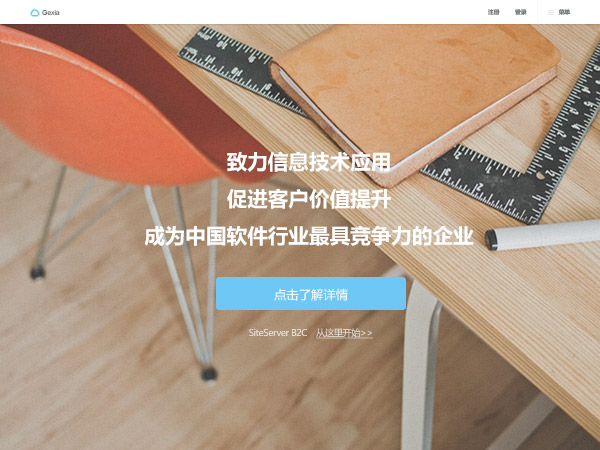 Gexia
注册 登录 菜单
致力信息技术应用
促进客户价值提升
成为中国软件行业最具竞争力的企业
点击了解详情
SiteServer B2C 从这里开始>>